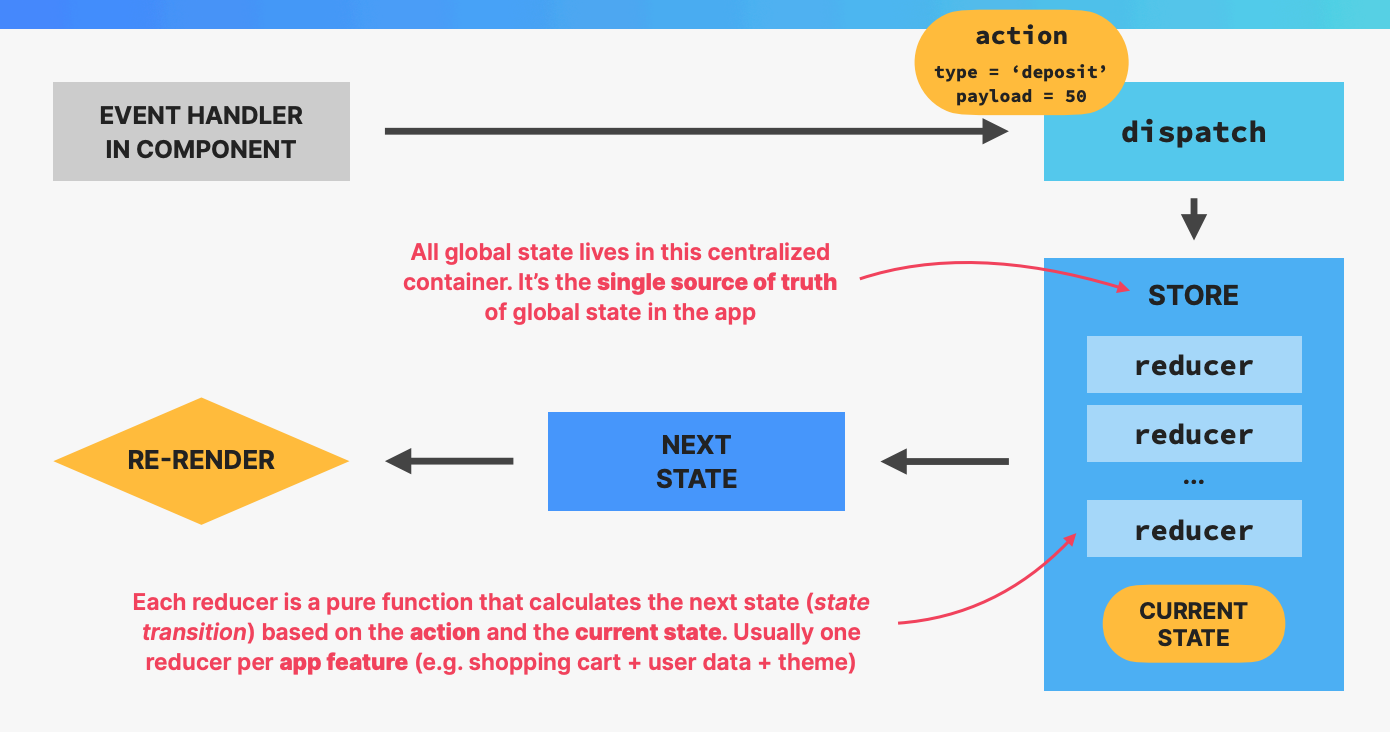 action
type = ‘deposit’
payload = 50
EVENT HANDLER
IN COMPONENT
dispatch
All global state lives in this centralized
container. It’s the single source of truth
of global state in the app
STORE
reducer
reducer
...
reducer
CURRENT
STATE
NEXT
STATE
RE-RENDER
Each reducer is a pure function that calculates the next state (state
transition) based on the action and the current state. Usually one
reducer per app feature (e.g. shopping cart + user data + theme)